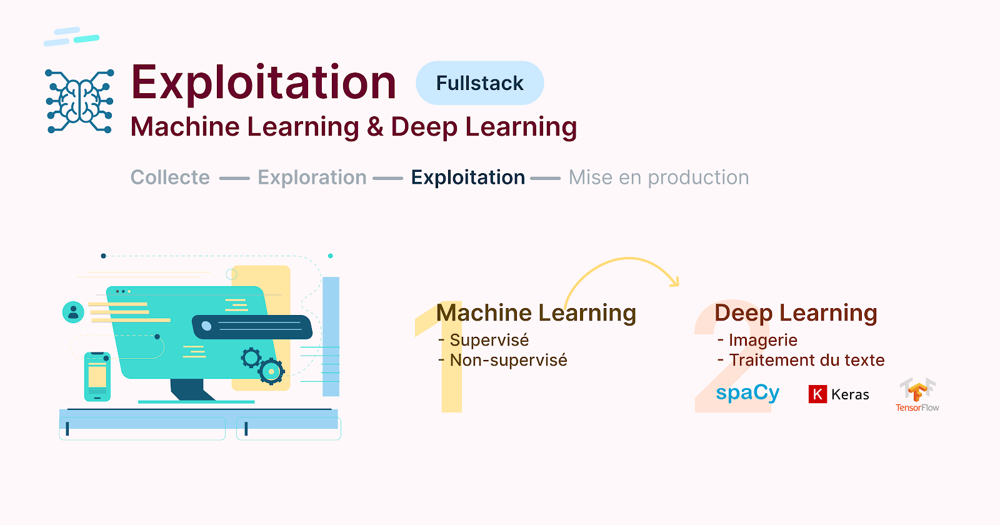 Exploitation
Fullstack
Machine Learning & Deep Learning
Collecte — Exploration — Exploitation — Mise en production
1
Machine Learning
- Supervisé
- Non-supervisé
2
Deep Learning
- Imagerie
- Traitement du texte
spaCy
K Keras
TensorFlow